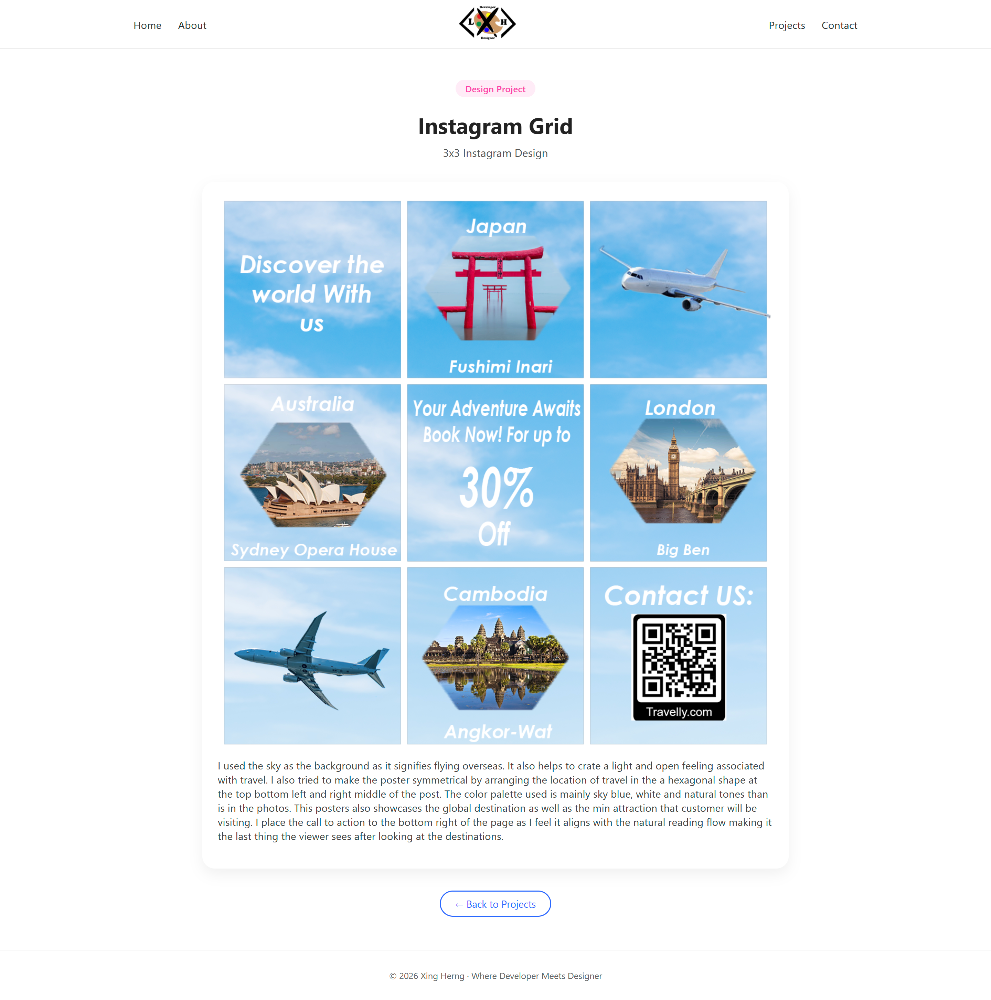 Home About
Developer
L H
Designer
Projects Contact
Design Project
Instagram Grid
3x3 Instagram Design
Discover the
world With
us
Japan
Fushimi Inari
Australia
Sydney Opera House
Your Adventure Awaits
Book Now! For up to
30%
Off
London
Big Ben
Cambodia
Angkor-Wat
Contact US:
Travelly.com
I used the sky as the background as it signifies flying overseas. It also helps to crate a light and open feeling associated
with travel. I also tried to make the poster symmetrical by arranging the location of travel in the a hexagonal shape at
the top bottom left and right middle of the post. The color palette used is mainly sky blue, white and natural tones than
is in the photos. This posters also showcases the global destination as well as the min attraction that customer will be
visiting. I place the call to action to the bottom right of the page as I feel it aligns with the natural reading flow making it
the last thing the viewer sees after looking at the destinations.
← Back to Projects
© 2026 Xing Herng · Where Developer Meets Designer